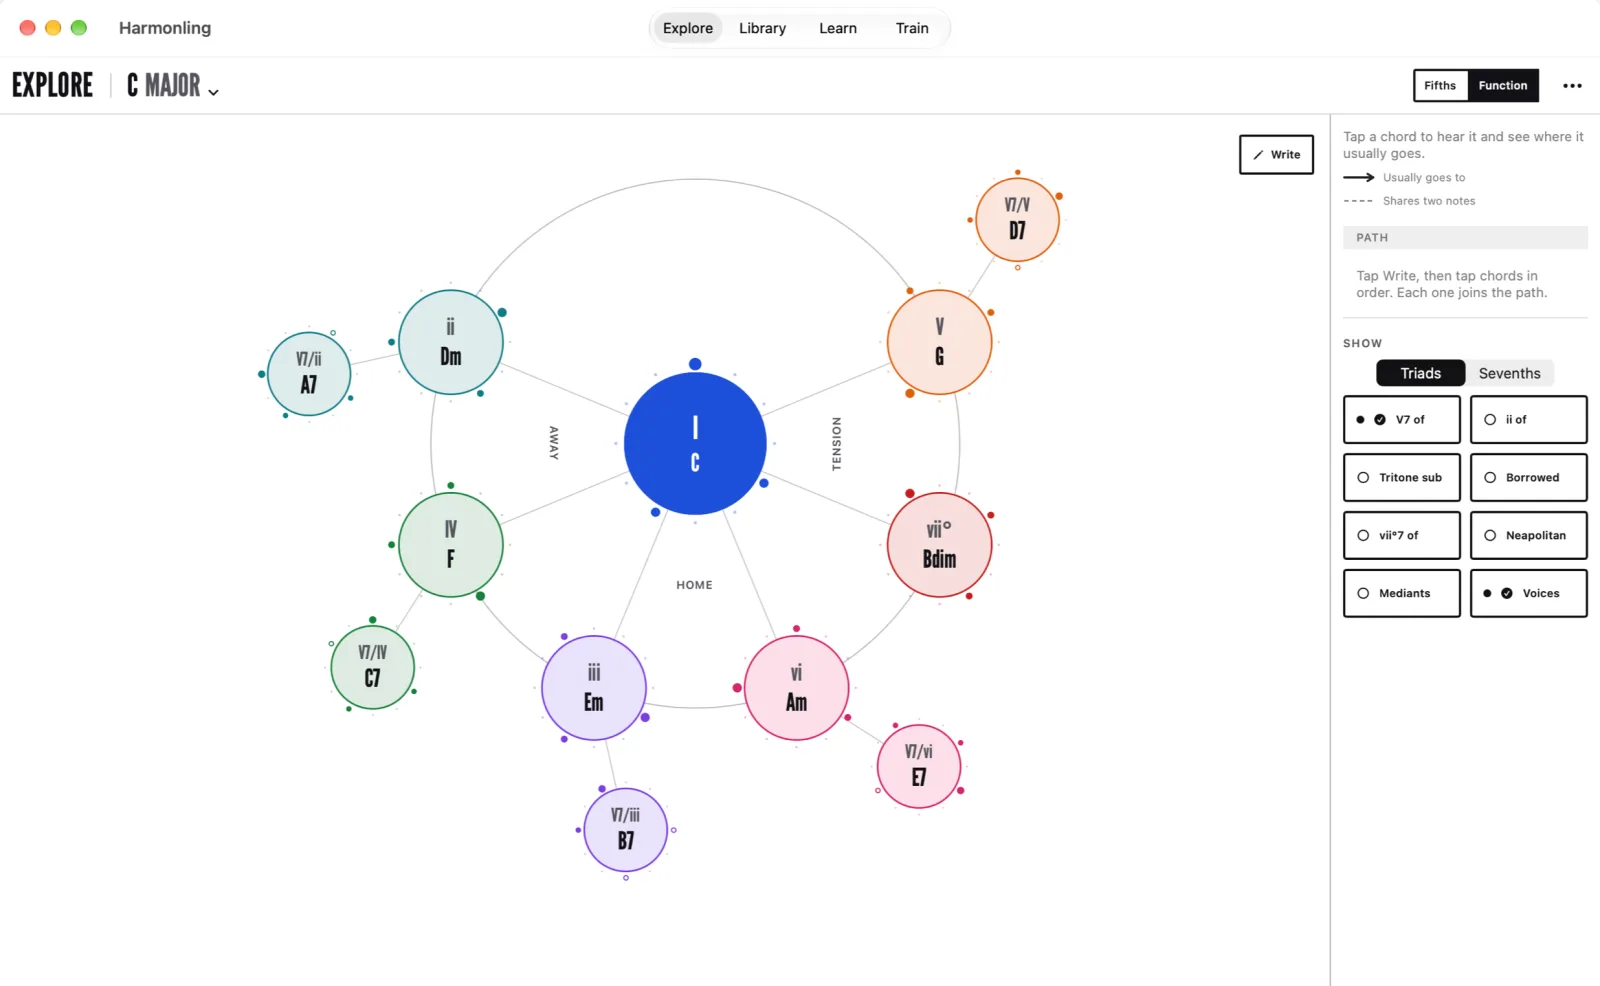 Harmonling
Explore
Library
Learn
Train
EXPLORE
C MAJOR
Fifths
Function
Write
Tap a chord to hear it and see where it
usually goes.
Usually goes to
Shares two notes
PATH
Tap Write, then tap chords in
order. Each one joins the path.
SHOW
Triads
Sevenths
V7 of
ii of
Tritone sub
Borrowed
vii°7 of
Neapolitan
Mediants
Voices
V7/V
D7
ii
Dm
V
G
V7/ii
A7
I
C
AWAY
TENSION
IV
F
vii°
Bdim
HOME
V7/IV
C7
iii
Em
vi
Am
V7/vi
E7
V7/iii
B7